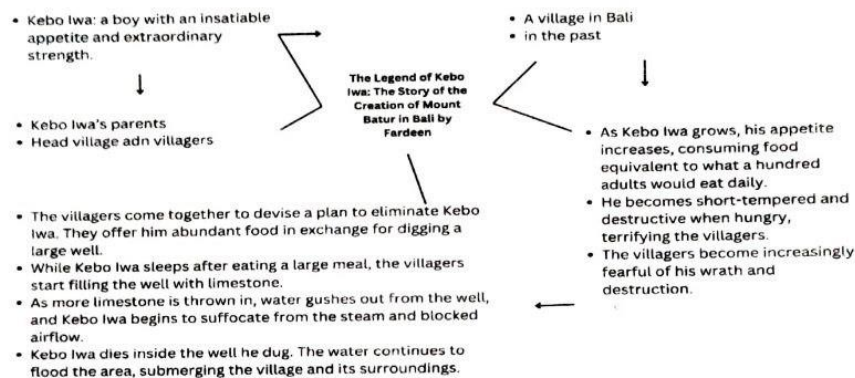 • Kebo Iwa: a boy with an insatiable
appetite and extraordinary
strength.
• Kebo Iwa's parents
• Head village adn villagers
The Legend of Kebo
Iwa: The Story of the
Creation of Mount
Batur in Bali by
Fardeen
• A village in Bali
• in the past
• As Kebo Iwa grows, his appetite
increases, consuming food
equivalent to what a hundred
adults would eat daily.
• He becomes short-tempered and
destructive when hungry,
terrifying the villagers.
• The villagers become increasingly
fearful of his wrath and
destruction.
• The villagers come together to devise a plan to eliminate Kebo
Iwa. They offer him abundant food in exchange for digging a
large well.
• While Kebo Iwa sleeps after eating a large meal, the villagers
start filling the well with limestone.
• As more limestone is thrown in, water gushes out from the well,
and Kebo Iwa begins to suffocate from the steam and blocked
airflow.
• Kebo Iwa dies inside the well he dug. The water continues to
flood the area, submerging the village and its surroundings.